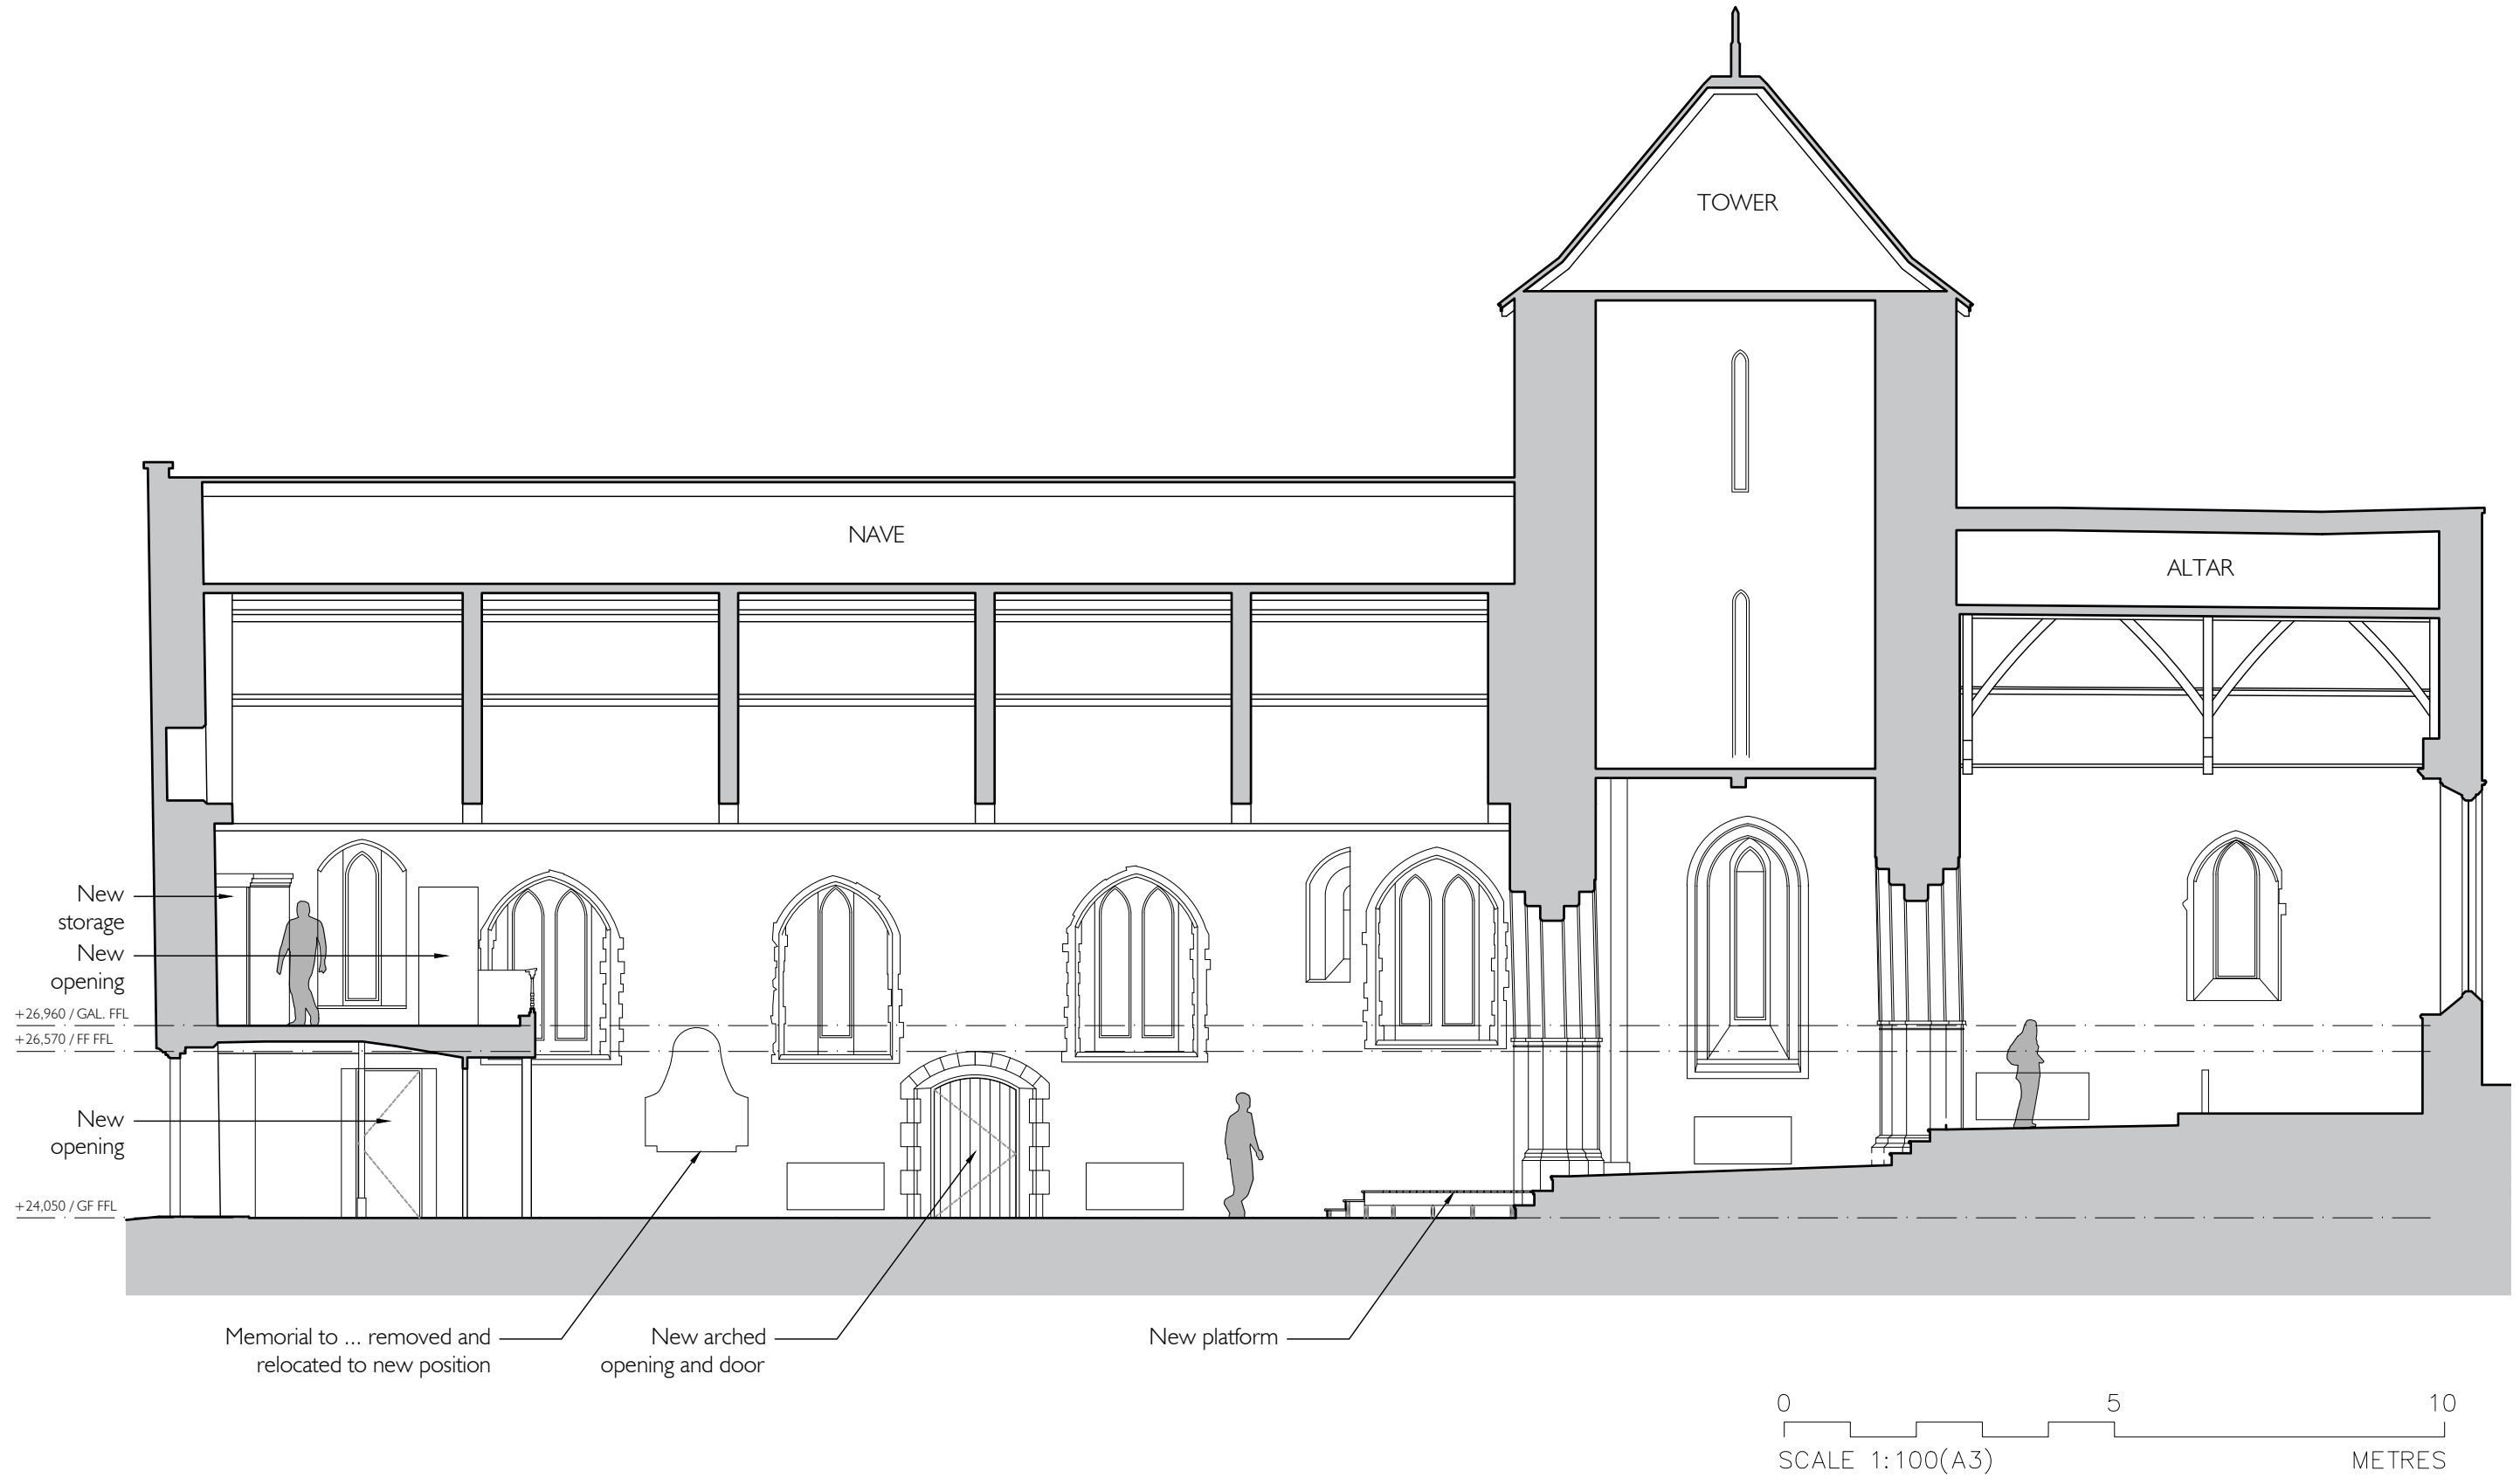 TOWER
NAVE
ALTAR
New
storage
New
opening
+26,960 / GAL. FFL
+26,570 / FF FFL
New
opening
+24,050 / GF FFL
Memorial to ... removed and
relocated to new position
New arched
opening and door
New platform
0 5 10
SCALE 1:100(A3) METRES